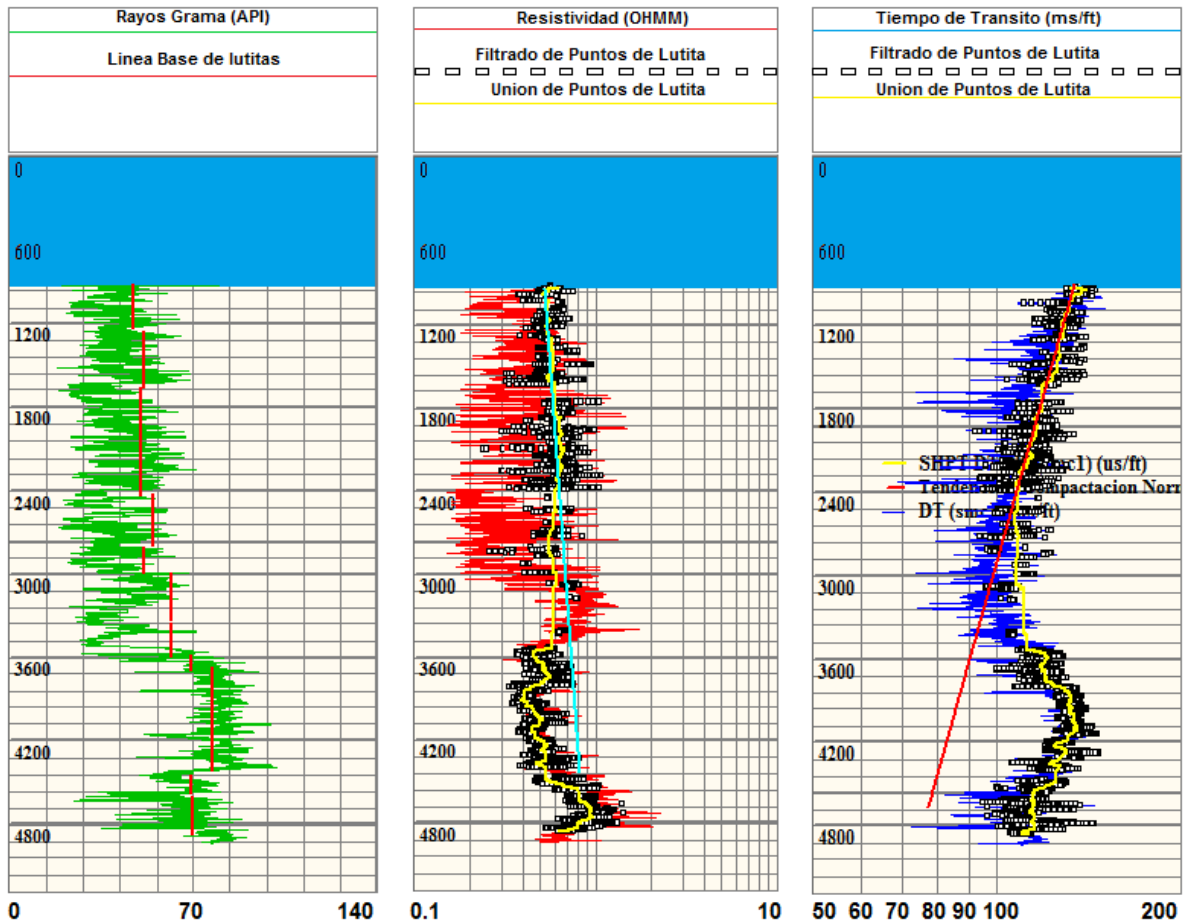 Rayos Grama (API)
Linea Base de lutitas
0
600
1200
1800
2400
3000
3600
4200
4800
0 70 140
Resistividad (OHMM)
Filtrado de Puntos de Lutita
Union de Puntos de Lutita
0
600
1200
1800
2400
3000
3600
4200
4800
0.1 10
Tiempo de Transito (ms/ft)
Filtrado de Puntos de Lutita
Union de Puntos de Lutita
0
600
1200
1800
SHPT c1) (us/ft)
2400
DT ft)
3000
3600
4200
4800
50 60 70 80 90 100 200